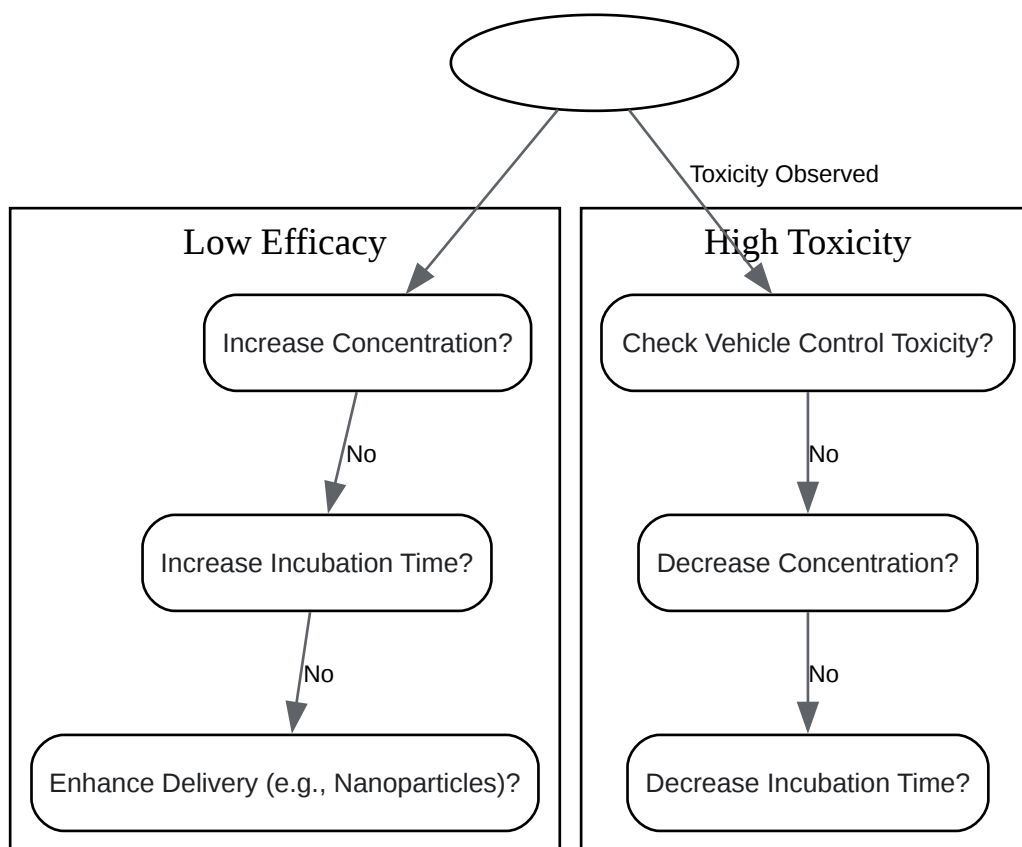 Toxicity Observed
Low Efficacy
High Toxicity
Increase Concentration?
Check Vehicle Control Toxicity?
No
No
Increase Incubation Time?
Decrease Concentration?
No
No
Enhance Delivery (e.g., Nanoparticles)?
Decrease Incubation Time?